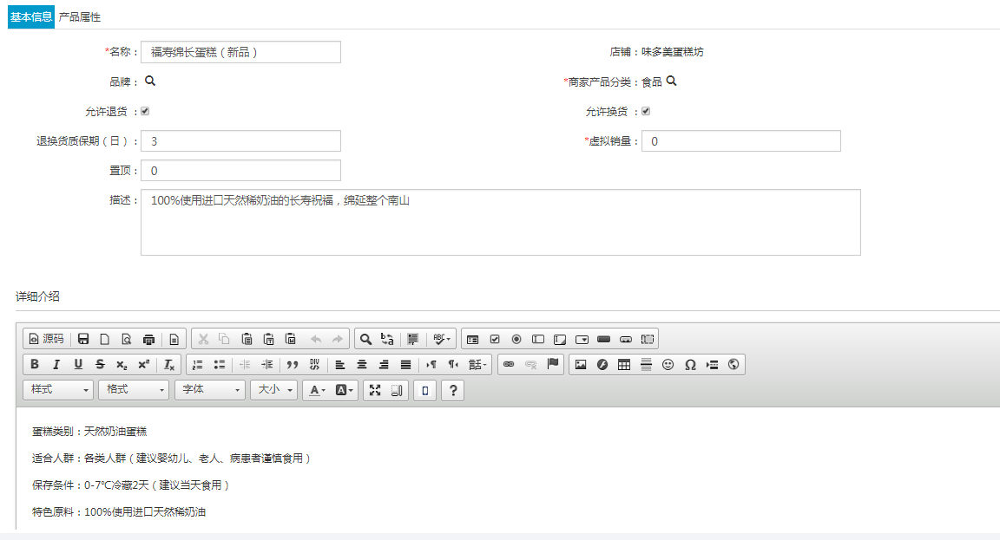 基本信息 产品属性
*名称： 福寿绵长蛋糕（新品） 店铺：味多美蛋糕坊
品牌： *商家产品分类：食品
允许退货 ： 允许换货 ：
退换货质保期（日）： 3 *虚拟销量： 0
置顶： 0
描述： 100%使用进口天然稀奶油的长寿祝福，绵延整个南山
详细介绍
源码
样式 格式 字体 大小
蛋糕类别：天然奶油蛋糕
适合人群：各类人群（建议婴幼儿、老人、病患者谨慎食用）
保存条件：0-7℃冷藏2天（建议当天食用）
特色原料：100%使用进口天然稀奶油